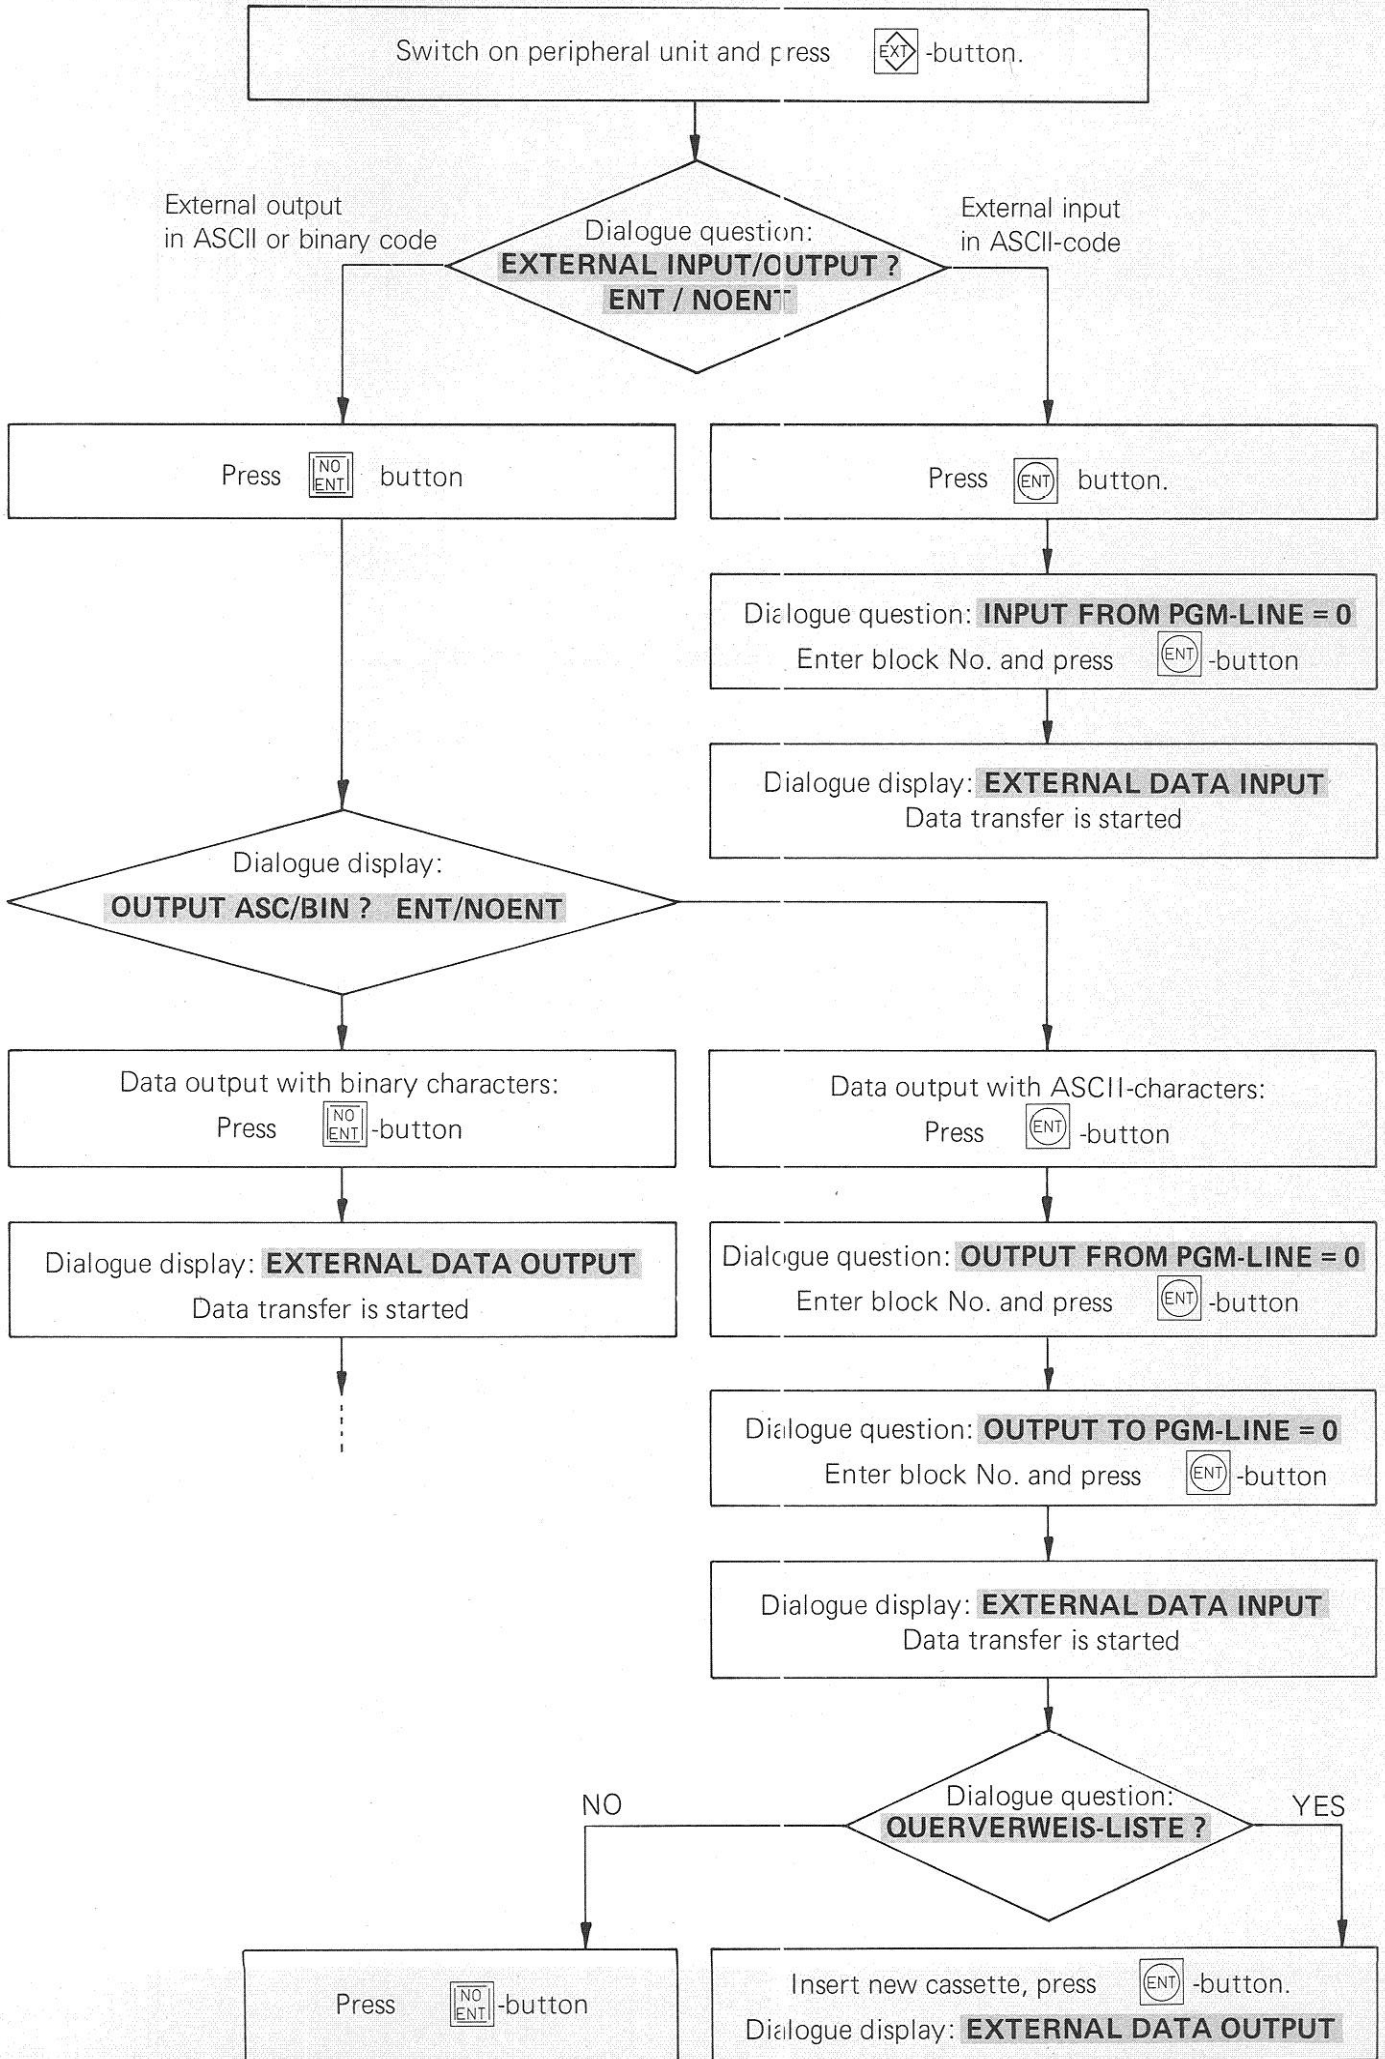 Switch on peripheral unit and press EXT -button.
External output
in ASCII or binary code
Dialogue question:
EXTERNAL INPUT/OUTPUT ?
ENT / NOENT
External input
in ASCII-code
Press NO ENT button
Press ENT button.
Dialogue question: INPUT FROM PGM-LINE = 0
Enter block No. and press ENT -button
Dialogue display: EXTERNAL DATA INPUT
Data transfer is started
Dialogue display:
OUTPUT ASC/BIN ? ENT/NOENT
Data output with binary characters:
Press NO ENT -button
Data output with ASCII-characters:
Press ENT -button
Dialogue display: EXTERNAL DATA OUTPUT
Data transfer is started
Dialogue question: OUTPUT FROM PGM-LINE = 0
Enter block No. and press ENT -button
Dialogue question: OUTPUT TO PGM-LINE = 0
Enter block No. and press ENT -button
Dialogue display: EXTERNAL DATA INPUT
Data transfer is started
Dialogue question:
QUERVERWEIS-LISTE ?
NO
YES
Press NO ENT -button
Insert new cassette, press ENT -button.
Dialogue display: EXTERNAL DATA OUTPUT